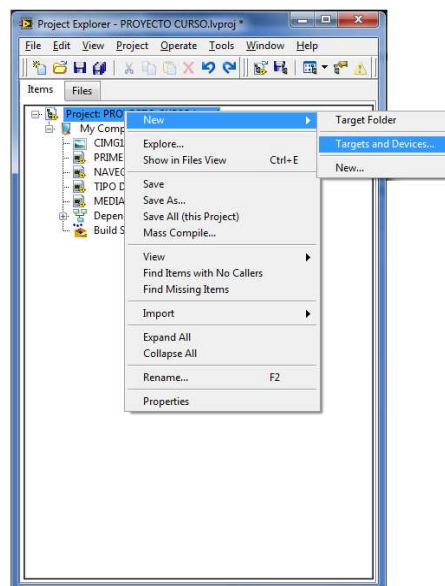 Project Explorer - PROYECTO CURSO.lvproj *
File Edit View Project Operate Tools Window Help
Items Files
Project: PRO
New
Target Folder
My Comp
Targets and Devices...
CIMG1
Explore...
New...
PRIME
Show in Files View Ctrl+E
NAVEG
TIPO D
Save
MEDIA
Save As...
Depen
Save All (this Project)
Build S
Mass Compile...
View
Find Items with No Callers
Find Missing Items
Import
Expand All
Collapse All
Rename... F2
Properties